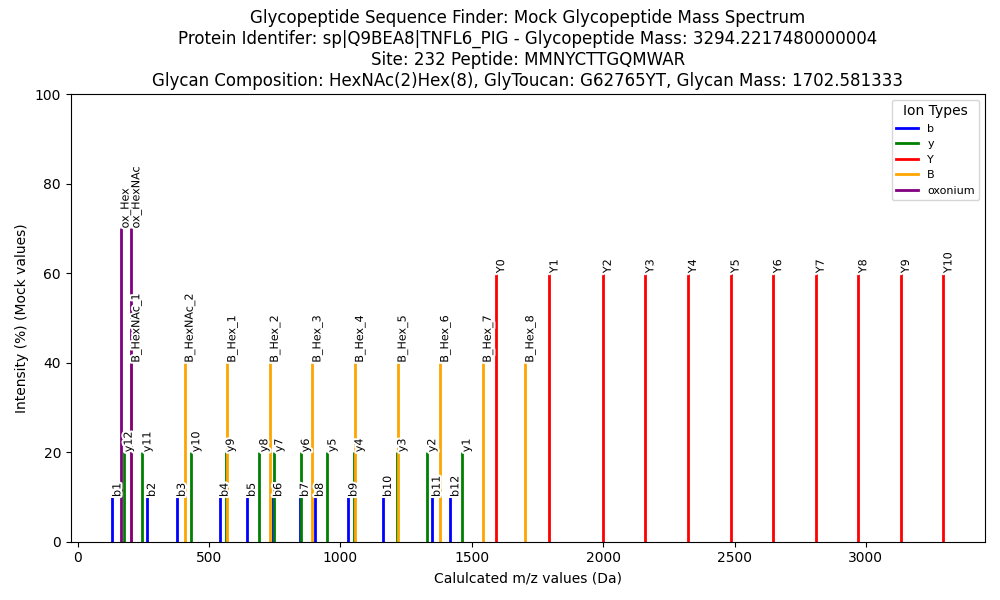 Glycopeptide Sequence Finder: Mock Glycopeptide Mass Spectrum
Protein Identifer: sp|Q9BEA8|TNFL6_PIG - Glycopeptide Mass: 3294.2217480000004
Site: 232 Peptide: MMNYCTTGQMWAR
Glycan Composition: HexNAc(2)Hex(8), GlyToucan: G62765YT, Glycan Mass: 1702.581333
Intensity (%) (Mock values)
100
80
60
40
20
0
Ion Types
b
y
Y
B
oxonium
ox_Hex
ox_HexNAc
B_HexNAc_1
B_HexNAc_2
B_Hex_1
B_Hex_2
B_Hex_3
B_Hex_4
B_Hex_5
B_Hex_6
B_Hex_7
B_Hex_8
Y0
Y1
Y2
Y3
Y4
Y5
Y6
Y7
Y8
Y9
Y10
y12
y11
y10
y9
y8
y7
y6
y5
y4
y3
y2
y1
b1
b2
b3
b4
b5
b6
b7
b8
b9
b10
b11
b12
0
500
1000
1500
2000
2500
3000
Calulcated m/z values (Da)